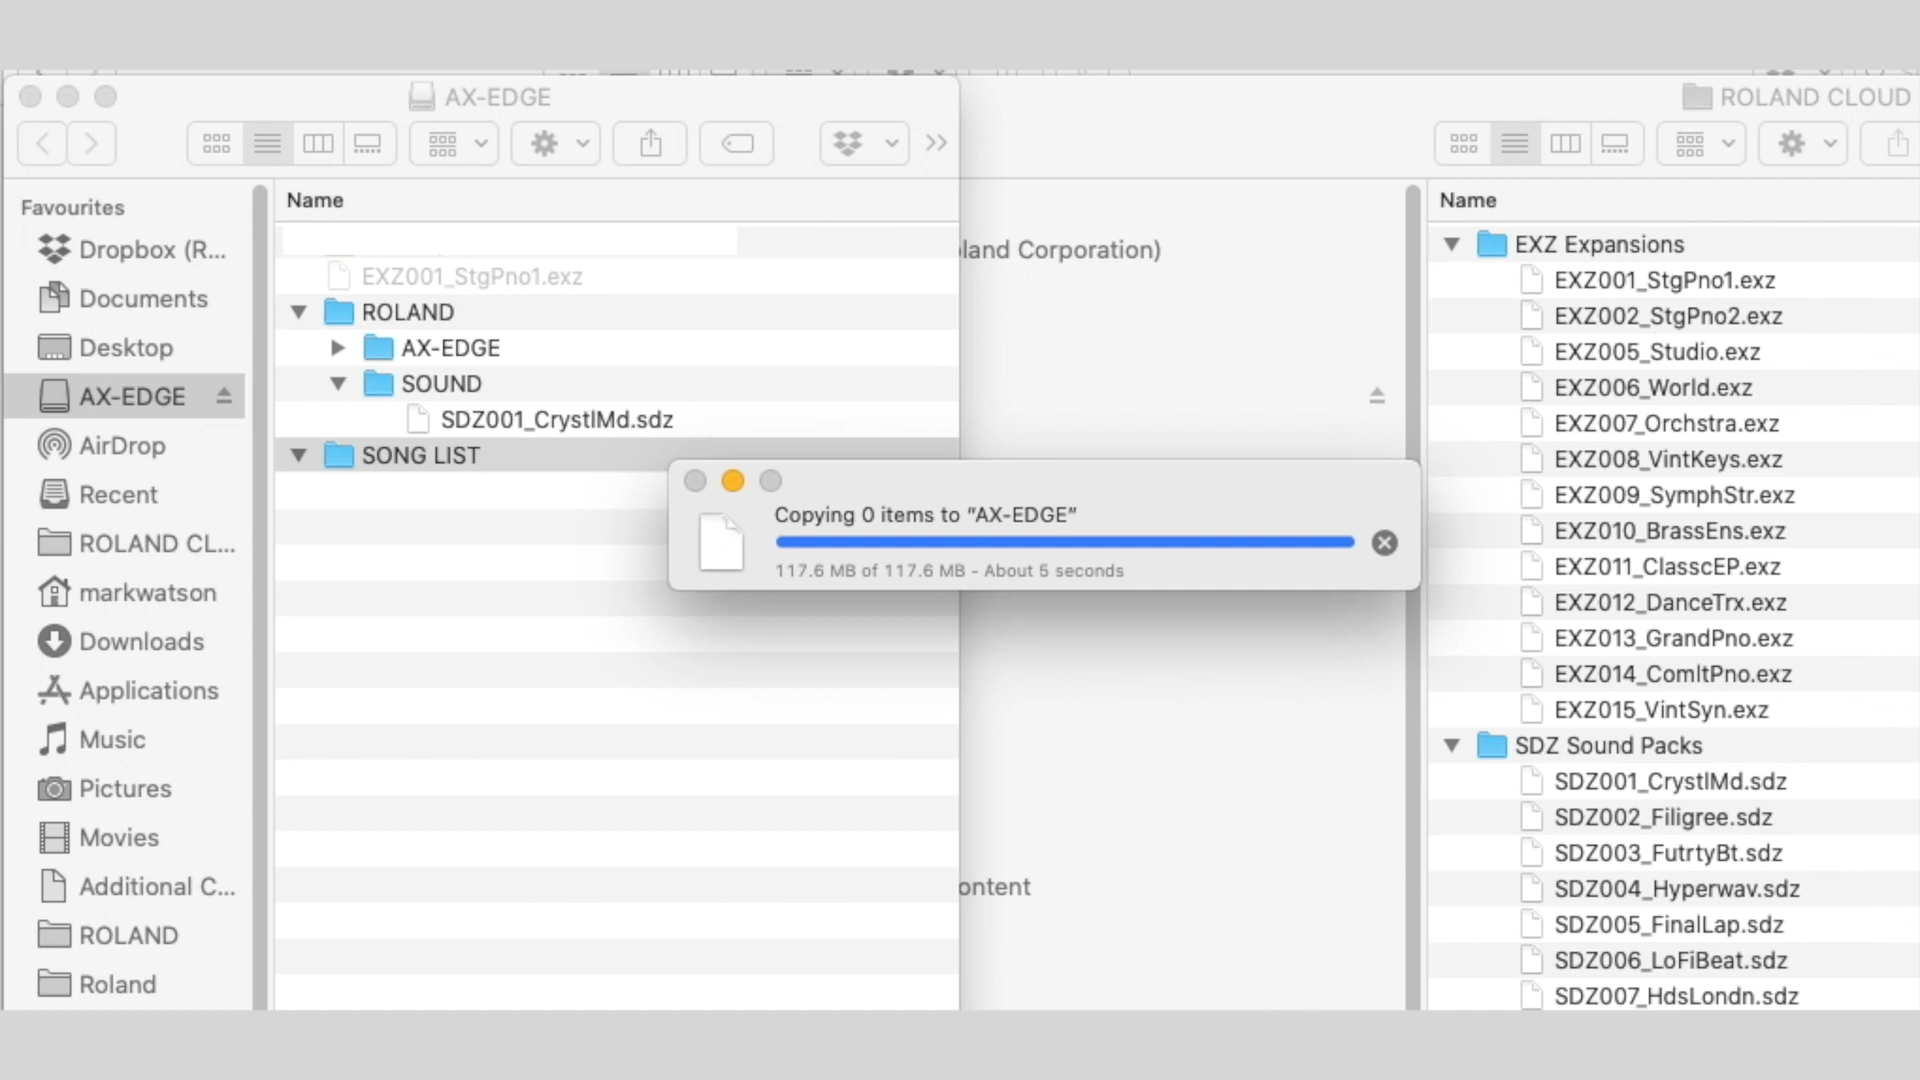 AX-EDGE
ROLAND CLOUD
Favourites
Dropbox (R...
Documents
Desktop
AX-EDGE
AirDrop
Recent
ROLAND CL...
markwatson
Downloads
Applications
Music
Pictures
Movies
Additional C...
ROLAND
Roland
Name
EXZ001_StgPno1.exz
ROLAND
AX-EDGE
SOUND
SDZ001_CrystlMd.sdz
SONG LIST
land Corporation)
ontent
Copying 0 items to “AX-EDGE”
117.6 MB of 117.6 MB - About 5 seconds
Name
EXZ Expansions
EXZ001_StgPno1.exz
EXZ002_StgPno2.exz
EXZ005_Studio.exz
EXZ006_World.exz
EXZ007_Orchstra.exz
EXZ008_VintKeys.exz
EXZ009_SymphStr.exz
EXZ010_BrassEns.exz
EXZ011_ClasscEP.exz
EXZ012_DanceTrx.exz
EXZ013_GrandPno.exz
EXZ014_ComltPno.exz
EXZ015_VintSyn.exz
SDZ Sound Packs
SDZ001_CrystlMd.sdz
SDZ002_Filigree.sdz
SDZ003_FutrtyBt.sdz
SDZ004_Hyperwav.sdz
SDZ005_FinalLap.sdz
SDZ006_LoFiBeat.sdz
SDZ007_HdsLondn.sdz